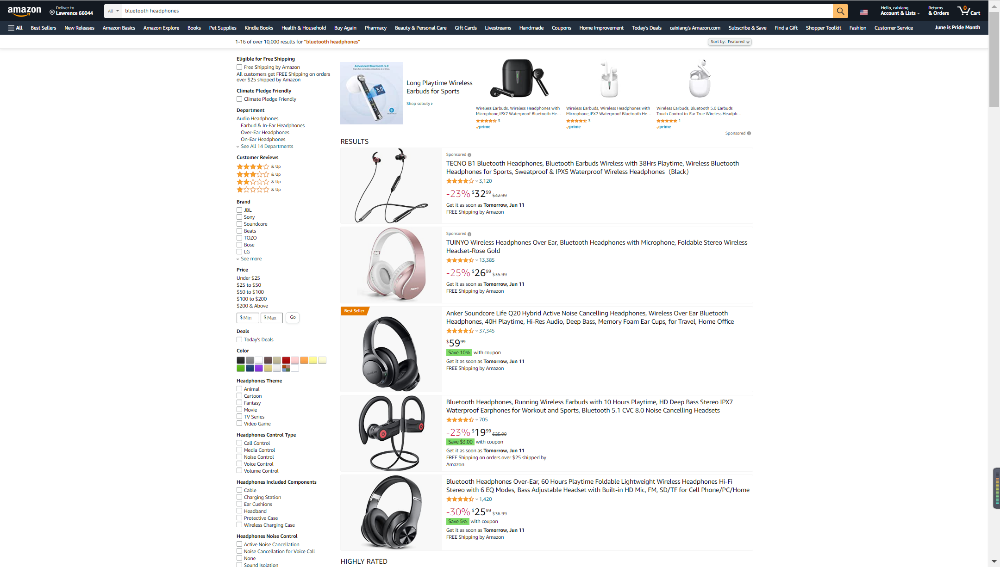 amazon
Deliver to
Lawrence 66044
All
bluetooth headphones
Hello, caixiang
Account & Lists
Returns
& Orders
0
Cart
All
Best Sellers
New Releases
Amazon Basics
Amazon Explore
Books
Pet Supplies
Kindle Books
Health & Household
Buy Again
Pharmacy
Beauty & Personal Care
Gift Cards
Livestreams
Handmade
Coupons
Home Improvement
Today's Deals
caixiang's Amazon.com
Subscribe & Save
Find a Gift
Shopper Toolkit
Fashion
Customer Service
June is Pride Month
1-16 of over 10,000 results for "bluetooth headphones"
Sort by: Featured
Eligible for Free Shipping
Free Shipping by Amazon
All customers get FREE Shipping on orders
over $25 shipped by Amazon
Climate Pledge Friendly
Climate Pledge Friendly
Department
Audio Headphones
Earbud & In-Ear Headphones
Over-Ear Headphones
On-Ear Headphones
See All 14 Departments
Customer Reviews
& Up
& Up
& Up
& Up
Brand
JBL
Sony
Soundcore
Beats
TOZO
Bose
LG
See more
Price
Under $25
$25 to $50
$50 to $100
$100 to $200
$200 & Above
$ Min
$ Max
Go
Deals
Today's Deals
Color
Headphones Theme
Animal
Cartoon
Fantasy
Movie
TV Series
Video Game
Headphones Control Type
Call Control
Media Control
Noise Control
Voice Control
Volume Control
Headphones Included Components
Cable
Charging Station
Ear Cushions
Headband
Protective Case
Wireless Charging Case
Headphones Noise Control
Active Noise Cancellation
Noise Cancellation for Voice Call
None
Sound Isolation
Advanced Bluetooth 5.0
Enjoy fast and stable connections at all times.
5.0
Long Playtime Wireless
Earbuds for Sports
Shop sobuty >
Wireless Earbuds, Wireless Headphones with
Microphone,IPX7 Waterproof Bluetooth He...
3
prime
Wireless Earbuds, Wireless Headphones with
Microphone,IPX7 Waterproof Bluetooth He...
3
prime
Wireless Earbuds, Bluetooth 5.0 Earbuds
Touch Control in-Ear True Wireless Headph...
1
prime
Sponsored
RESULTS
Sponsored
TECNO B1 Bluetooth Headphones, Bluetooth Earbuds Wireless with 38Hrs Playtime, Wireless Bluetooth
Headphones for Sports, Sweatproof & IPX5 Waterproof Wireless Headphones（Black）
3,120
-23% $32.99 $42.99
Get it as soon as Tomorrow, Jun 11
FREE Shipping by Amazon
Sponsored
TUINYO Wireless Headphones Over Ear, Bluetooth Headphones with Microphone, Foldable Stereo Wireless
Headset-Rose Gold
13,385
-25% $26.99 $35.99
Get it as soon as Tomorrow, Jun 11
FREE Shipping by Amazon
Best Seller
Anker Soundcore Life Q20 Hybrid Active Noise Cancelling Headphones, Wireless Over Ear Bluetooth
Headphones, 40H Playtime, Hi-Res Audio, Deep Bass, Memory Foam Ear Cups, for Travel, Home Office
37,345
$59.99
Save 10% with coupon
Get it as soon as Tomorrow, Jun 11
FREE Shipping by Amazon
Bluetooth Headphones, Running Wireless Earbuds with 10 Hours Playtime, HD Deep Bass Stereo IPX7
Waterproof Earphones for Workout and Sports, Bluetooth 5.1 CVC 8.0 Noise Cancelling Headsets
705
-23% $19.99 $25.99
Save $3.00 with coupon
Get it as soon as Tomorrow, Jun 11
FREE Shipping on orders over $25 shipped by
Amazon
Bluetooth Headphones Over-Ear, 60 Hours Playtime Foldable Lightweight Wireless Headphones Hi-Fi
Stereo with 6 EQ Modes, Bass Adjustable Headset with Built-in HD Mic, FM, SD/TF for Cell Phone/PC/Home
1,420
-30% $25.99 $36.99
Save 5% with coupon
Get it as soon as Tomorrow, Jun 11
FREE Shipping by Amazon
HIGHLY RATED